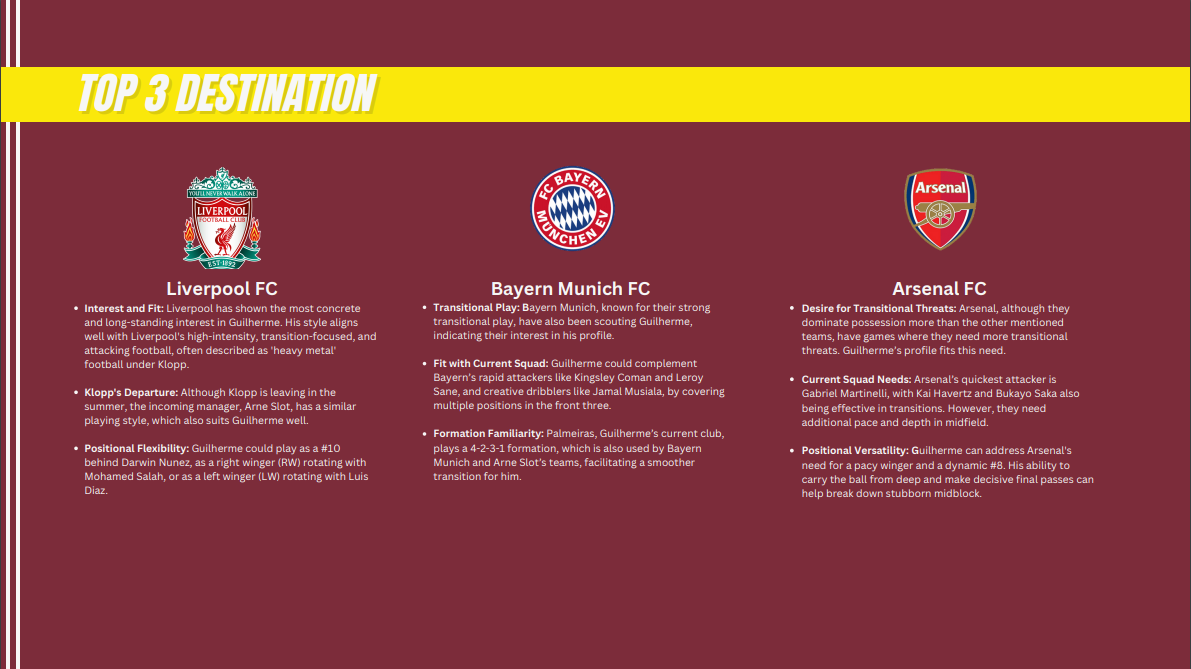 TOP 3 DESTINATION
YOU'LL NEVER WALK ALONE
LIVERPOOL
FOOTBALL CLUB
EST·1892
Liverpool FC
• Interest and Fit: Liverpool has shown the most concrete
and long-standing interest in Guilherme. His style aligns
well with Liverpool's high-intensity, transition-focused, and
attacking football, often described as 'heavy metal'
football under Klopp.
• Klopp's Departure: Although Klopp is leaving in the
summer, the incoming manager, Arne Slot, has a similar
playing style, which also suits Guilherme well.
• Positional Flexibility: Guilherme could play as a #10
behind Darwin Nunez, as a right winger (RW) rotating with
Mohamed Salah, or as a left winger (LW) rotating with Luis
Diaz.
FC BAYERN
MÜNCHEN EV
Bayern Munich FC
• Transitional Play: Bayern Munich, known for their strong
transitional play, have also been scouting Guilherme,
indicating their interest in his profile.
• Fit with Current Squad: Guilherme could complement
Bayern's rapid attackers like Kingsley Coman and Leroy
Sane, and creative dribblers like Jamal Musiala, by covering
multiple positions in the front three.
• Formation Familiarity: Palmeiras, Guilherme's current club,
plays a 4-2-3-1 formation, which is also used by Bayern
Munich and Arne Slot's teams, facilitating a smoother
transition for him.
Arsenal
Arsenal FC
• Desire for Transitional Threats: Arsenal, although they
dominate possession more than the other mentioned
teams, have games where they need more transitional
threats. Guilherme's profile fits this need.
• Current Squad Needs: Arsenal's quickest attacker is
Gabriel Martinelli, with Kai Havertz and Bukayo Saka also
being effective in transitions. However, they need
additional pace and depth in midfield.
• Positional Versatility: Guilherme can address Arsenal's
need for a pacy winger and a dynamic #8. His ability to
carry the ball from deep and make decisive final passes can
help break down stubborn midblock.